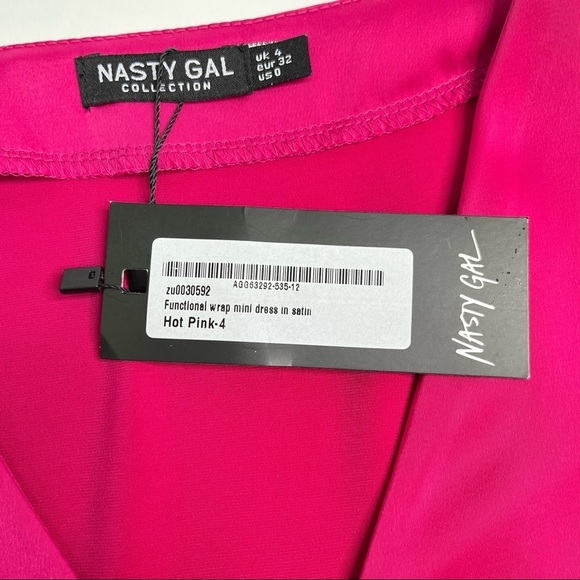 NASTY GAL
COLLECTION
uk 4
eur 32
us 0
AGG63292-535-12
zu0030592
Functional wrap mini dress in satin
Hot Pink-4
NASTY GAL